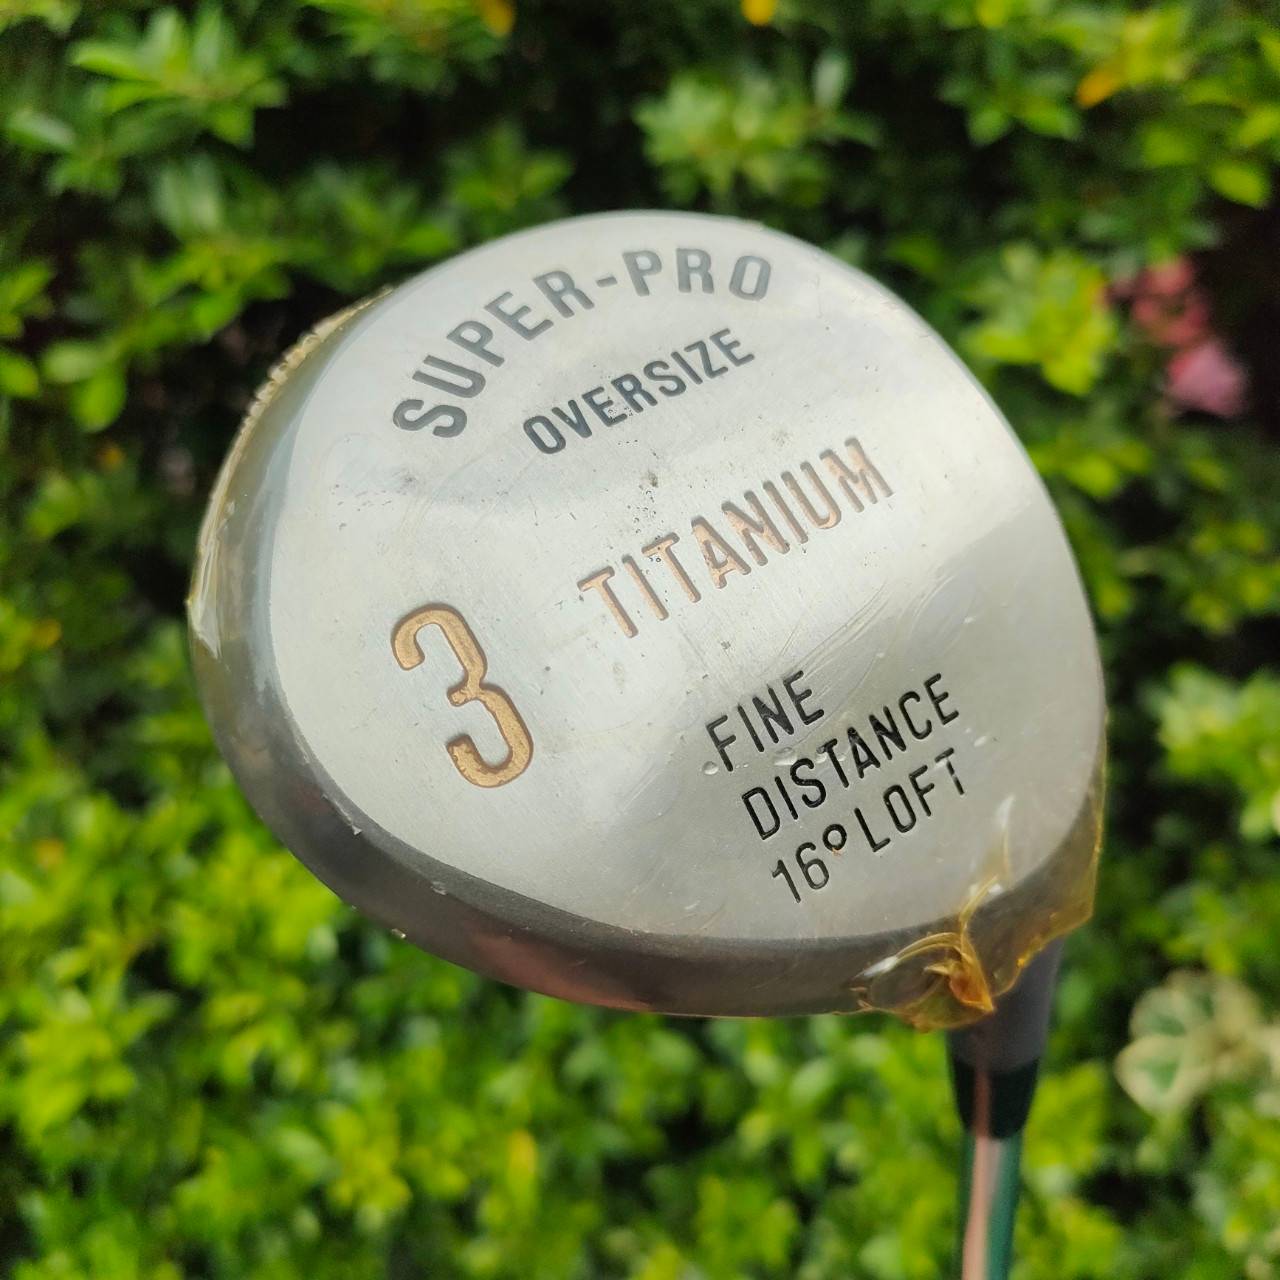 SUPER-PRO
OVERSIZE
TITANIUM
3
FINE
DISTANCE
16° LOFT